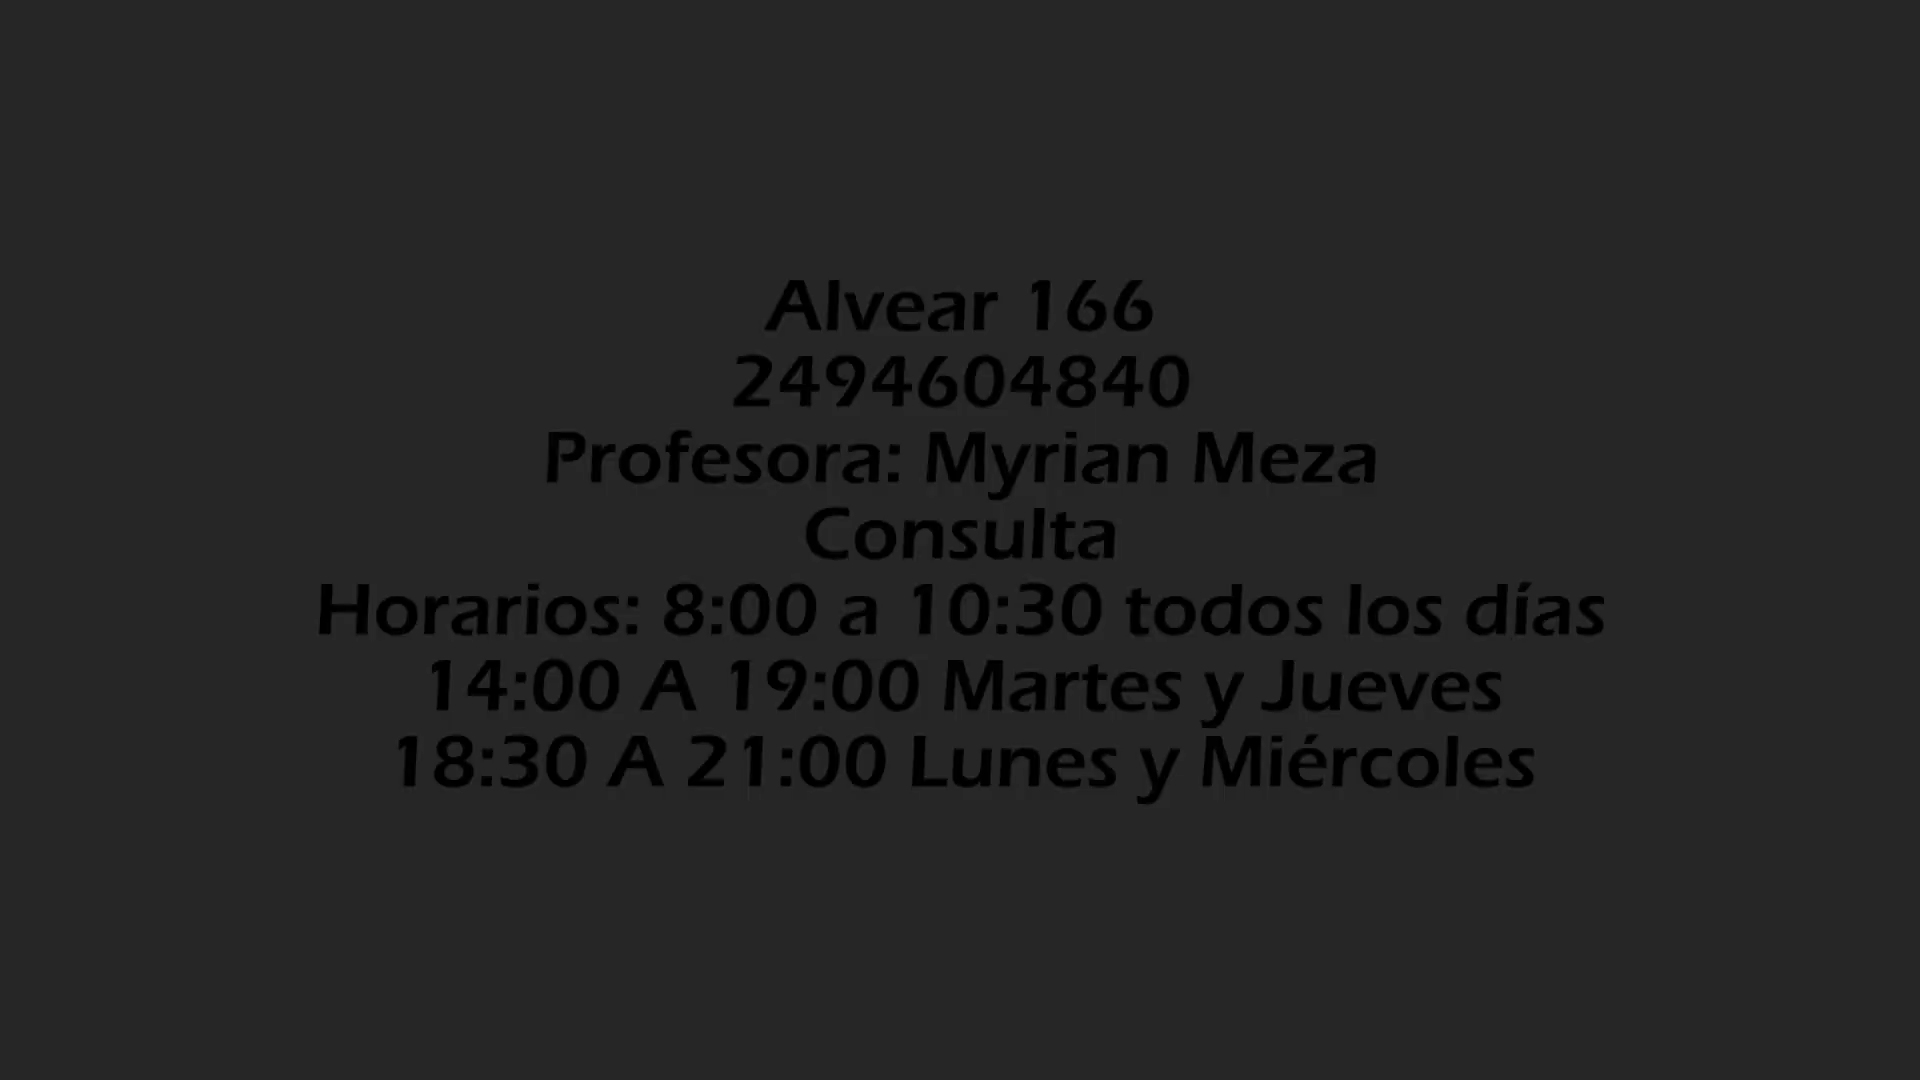 Alvear 166
2494604840
Profesora: Myrian Meza
Consulta
Horarios: 8:00 a 10:30 todos los días
14:00 A 19:00 Martes y Jueves
18:30 A 21:00 Lunes y Miércoles